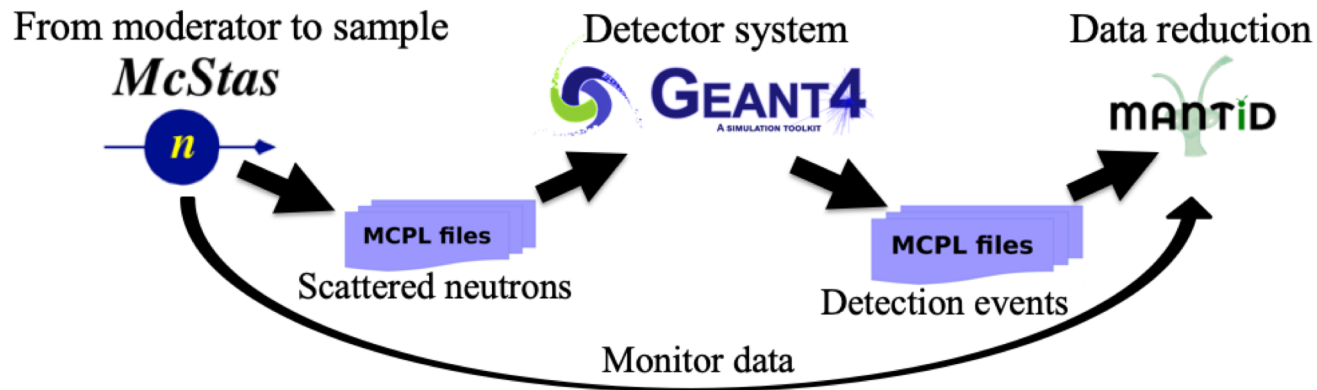 From moderator to sample
McStas
n
MCPL files
Scattered neutrons
Detector system
GEANT4
A SIMULATION TOOLKIT
MCPL files
Detection events
Data reduction
MANTiD
Monitor data